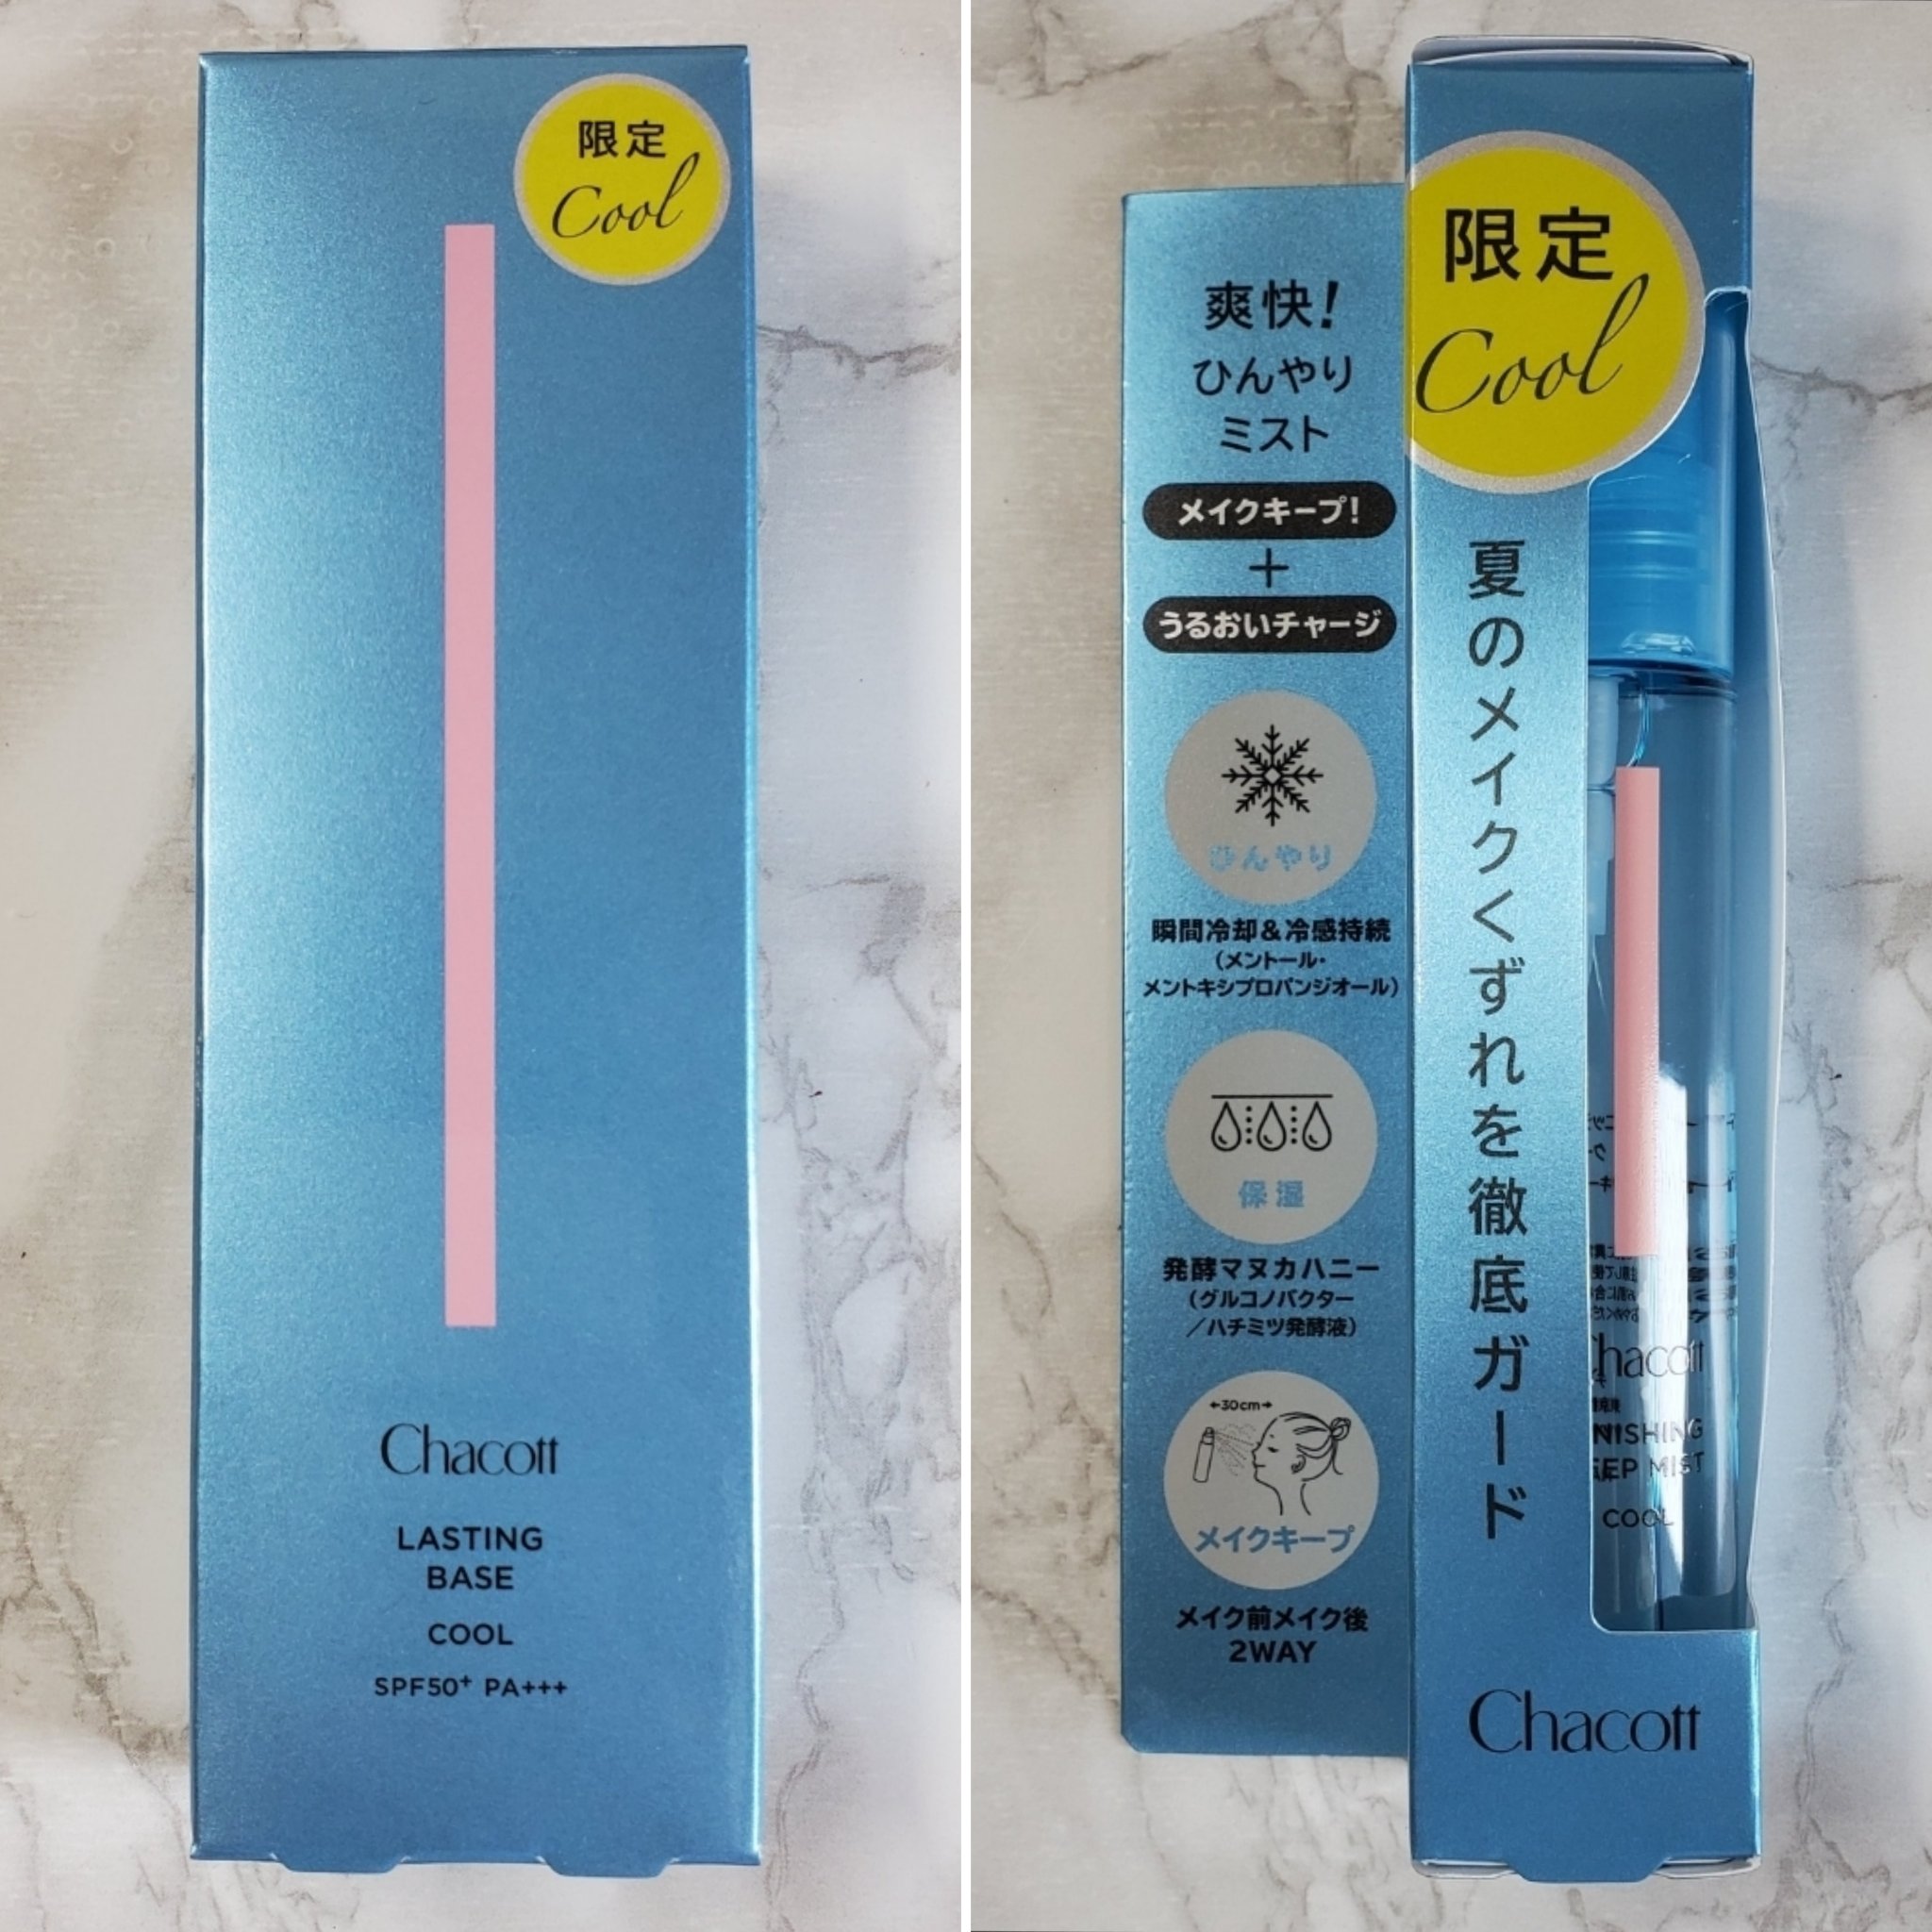 限定
Cool
Chacott
LASTING
BASE
COOL
SPF50+ PA+++
爽快!
ひんやり
ミスト
メイクキープ!
+
うるおいチャージ
ひんやり
瞬間冷却&冷感持続
(メントール・
メントキシプロパンジオール)
保湿
発酵マヌカハニー
(グルコノバクター
/ハチミツ発酵液)
←30cm→
メイクキープ
メイク前メイク後
2WAY
限定
Cool
夏のメイクくずれを徹底ガード
hacott
NISHING
EEP MIST
COOL
Chacott